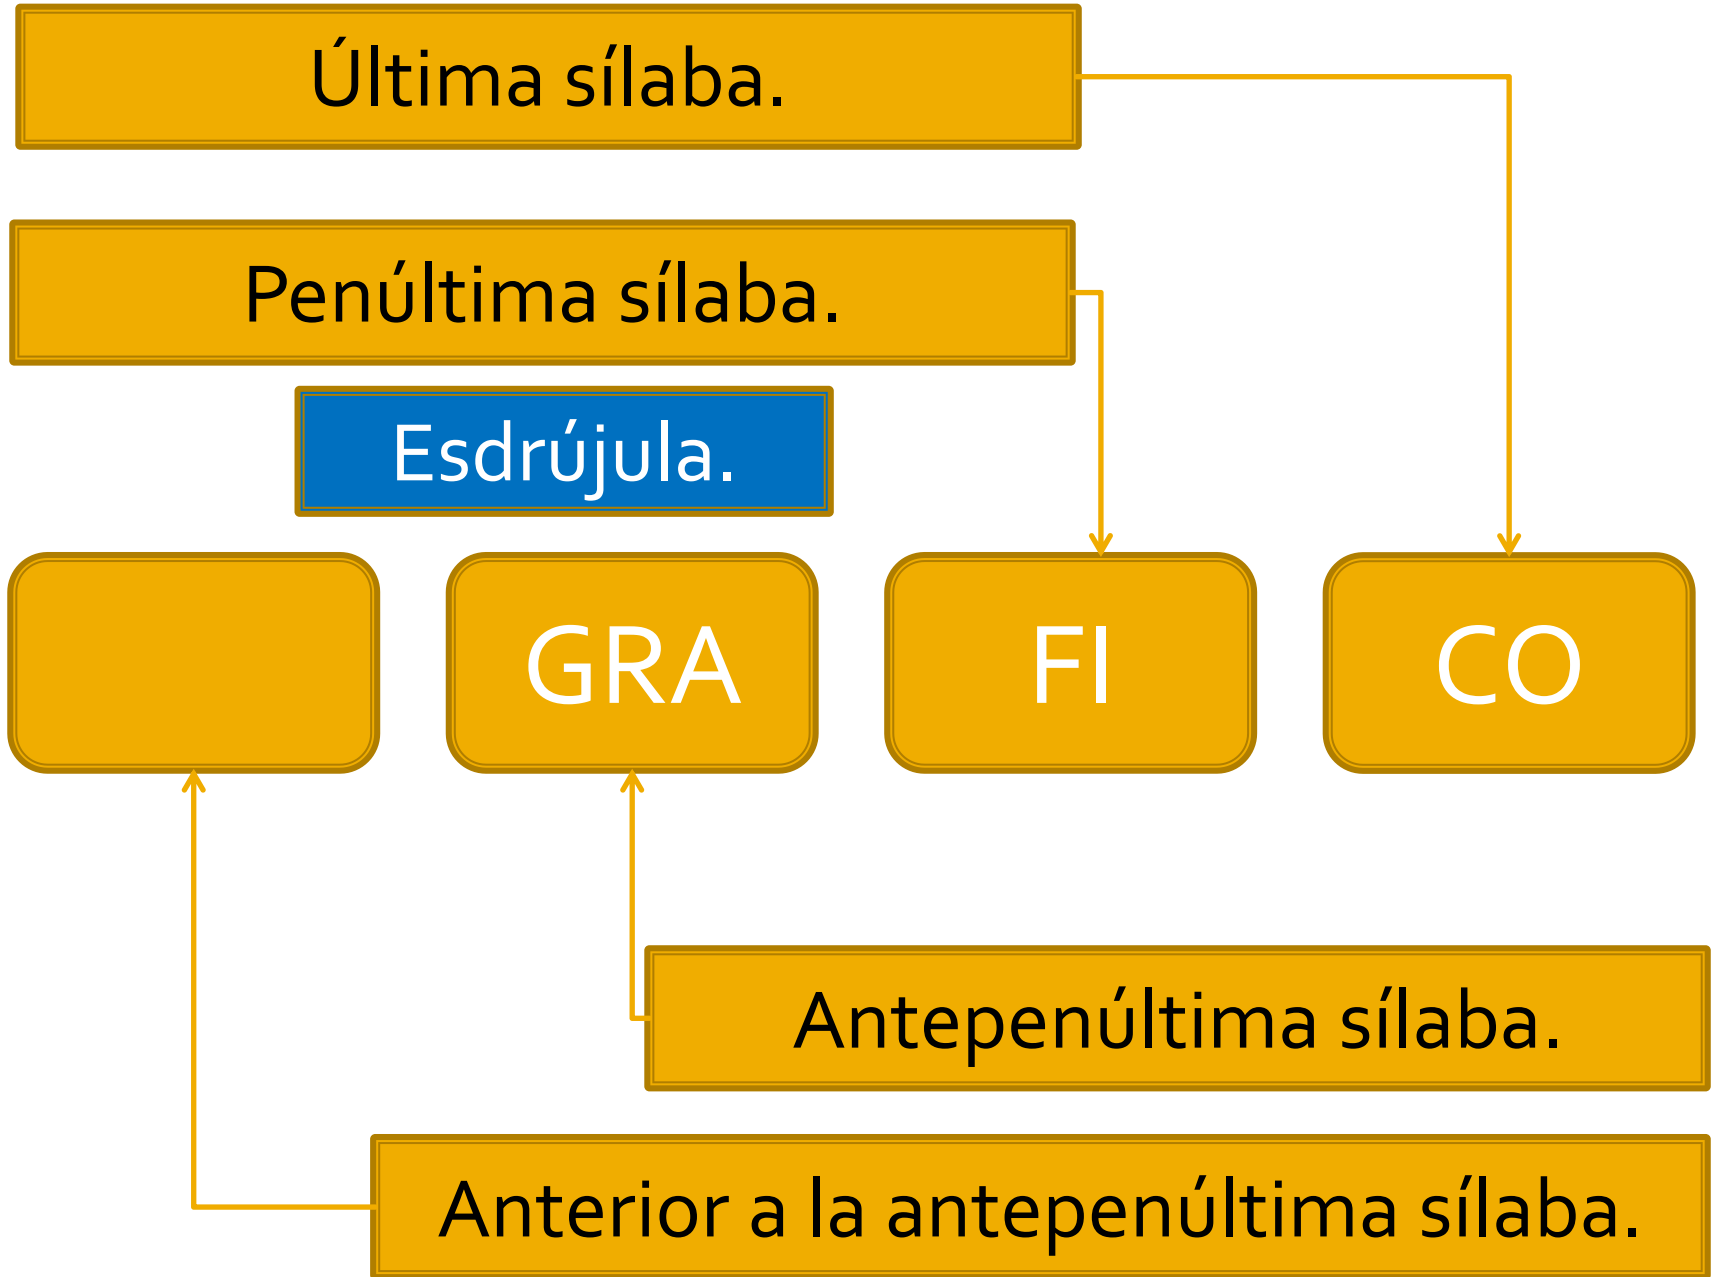 Última sílaba.
Penúltima sílaba.
Esdrújula.
GRA
FI
CO
Antepenúltima sílaba.
Anterior a la antepenúltima sílaba.